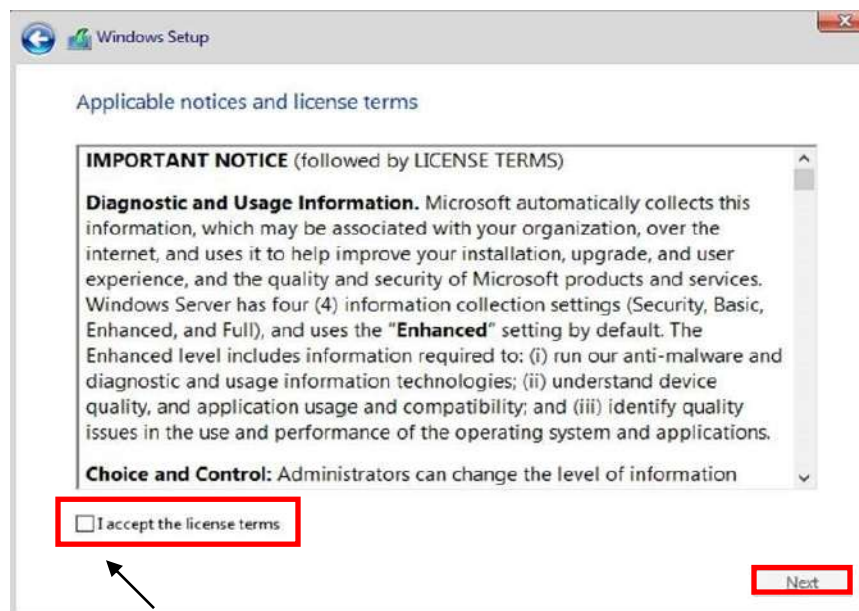 Windows Setup
Applicable notices and license terms
IMPORTANT NOTICE (followed by LICENSE TERMS)
Diagnostic and Usage Information. Microsoft automatically collects this
information, which may be associated with your organization, over the
internet, and uses it to help improve your installation, upgrade, and user
experience, and the quality and security of Microsoft products and services.
Windows Server has four (4) information collection settings (Security, Basic,
Enhanced, and Full), and uses the "Enhanced" setting by default. The
Enhanced level includes information required to: (i) run our anti-malware and
diagnostic and usage information technologies; (ii) understand device
quality, and application usage and compatibility; and (iii) identify quality
issues in the use and performance of the operating system and applications.
Choice and Control: Administrators can change the level of information
I accept the license terms
Next